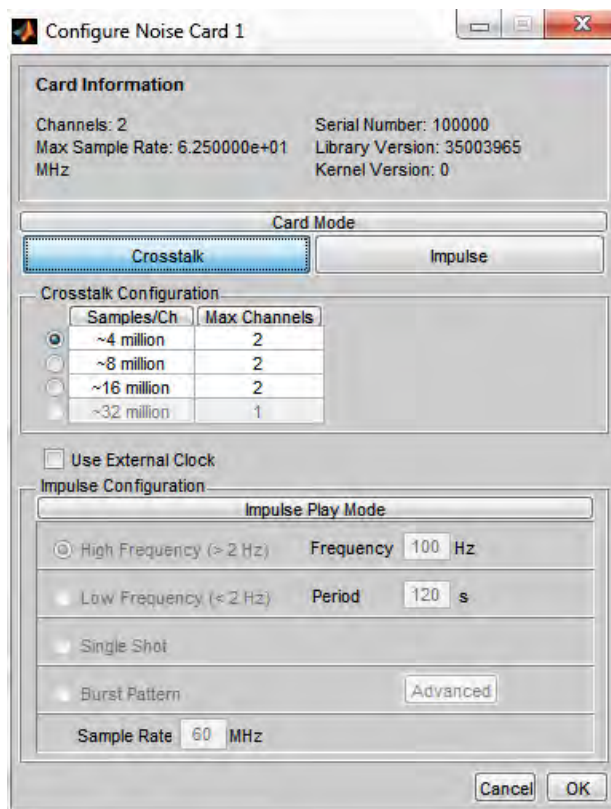 Configure Noise Card 1
Card Information
Channels: 2
Serial Number: 100000
Max Sample Rate: 6.250000e+01
Library Version: 35003965
MHz
Kernel Version: 0
Card Mode
Crosstalk
Impulse
Crosstalk Configuration
Samples/Ch Max Channels
~4 million 2
~8 million 2
~16 million 2
~32 million 1
Use External Clock
Impulse Configuration
Impulse Play Mode
High Frequency (> 2 Hz) Frequency 100 Hz
Low Frequency (< 2 Hz) Period 120 s
Single Shot
Burst Pattern Advanced
Sample Rate 60 MHz
Cancel OK